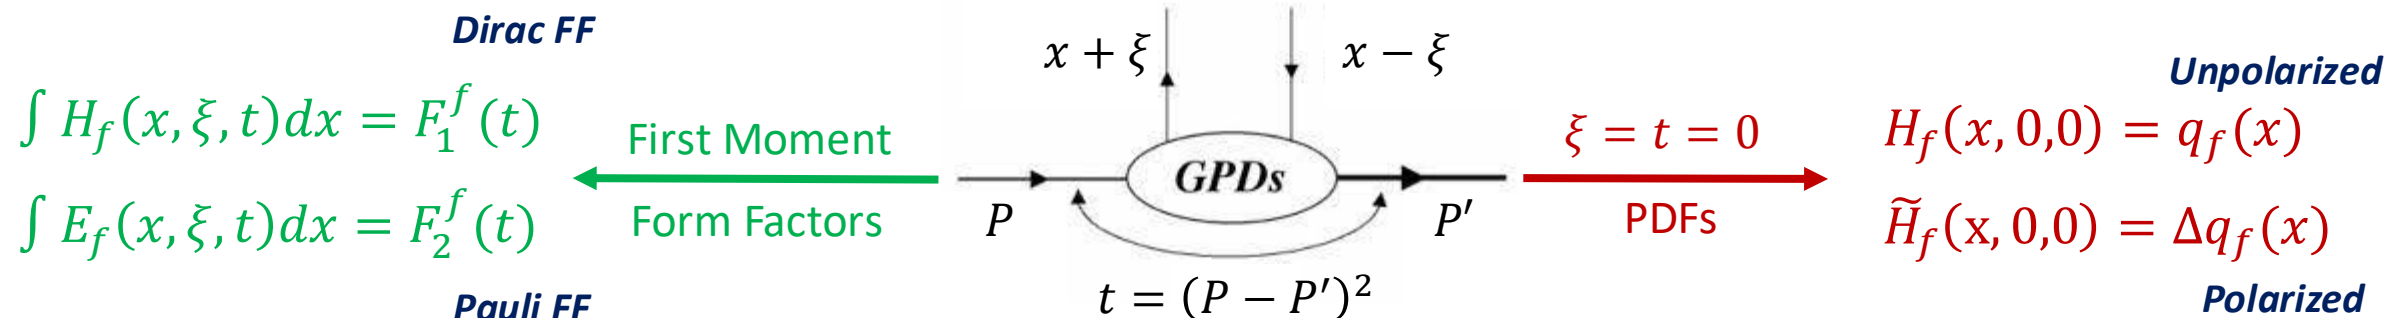 Dirac FF
∫ H_f(x, ξ, t)dx = F_1^f(t)
∫ E_f(x, ξ, t)dx = F_2^f(t)
Pauli FF
First Moment
Form Factors
x + ξ
x − ξ
GPDs
P
P′
t = (P − P′)²
ξ = t = 0
PDFs
Unpolarized
H_f(x, 0,0) = q_f(x)
H̃_f(x, 0,0) = Δq_f(x)
Polarized